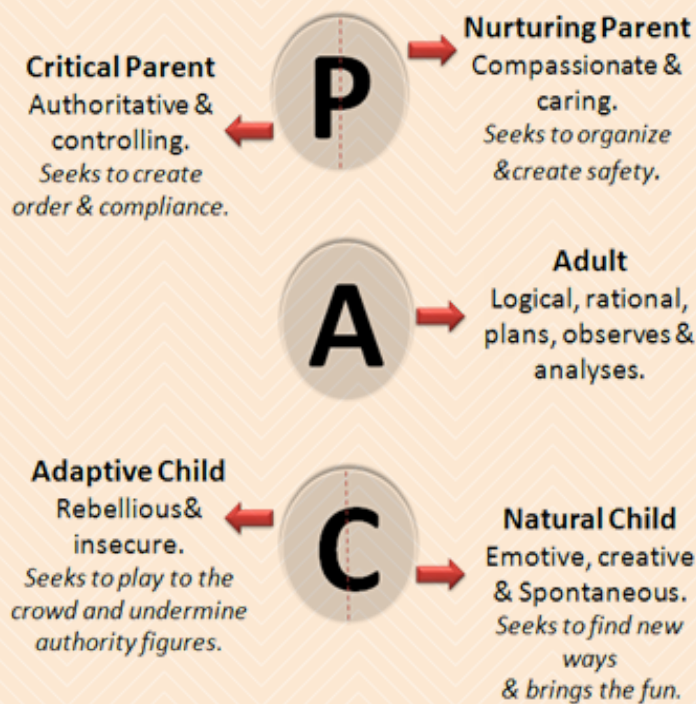 P
Critical Parent
Authoritative &
controlling.
Seeks to create
order & compliance.
Nurturing Parent
Compassionate &
caring.
Seeks to organize
&create safety.
A
Adult
Logical, rational,
plans, observes &
analyses.
C
Adaptive Child
Rebellious&
insecure.
Seeks to play to the
crowd and undermine
authority figures.
Natural Child
Emotive, creative
& Spontaneous.
Seeks to find new
ways
& brings the fun.